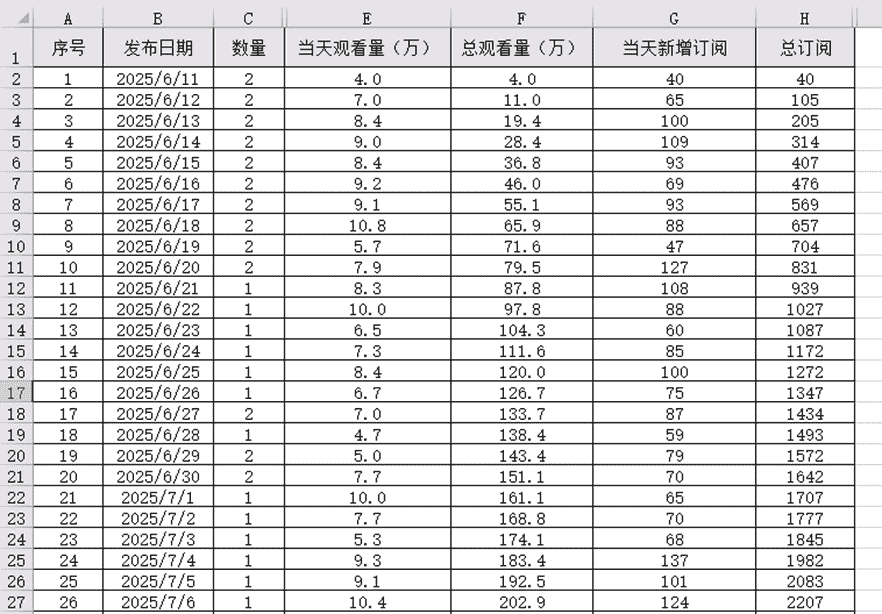 A B C E F G H
1 序号 发布日期 数量 当天观看量（万） 总观看量（万） 当天新增订阅 总订阅
2 1 2025/6/11 2 4.0 4.0 40 40
3 2 2025/6/12 2 7.0 11.0 65 105
4 3 2025/6/13 2 8.4 19.4 100 205
5 4 2025/6/14 2 9.0 28.4 109 314
6 5 2025/6/15 2 8.4 36.8 93 407
7 6 2025/6/16 2 9.2 46.0 69 476
8 7 2025/6/17 2 9.1 55.1 93 569
9 8 2025/6/18 2 10.8 65.9 88 657
10 9 2025/6/19 2 5.7 71.6 47 704
11 10 2025/6/20 2 7.9 79.5 127 831
12 11 2025/6/21 1 8.3 87.8 108 939
13 12 2025/6/22 1 10.0 97.8 88 1027
14 13 2025/6/23 1 6.5 104.3 60 1087
15 14 2025/6/24 1 7.3 111.6 85 1172
16 15 2025/6/25 1 8.4 120.0 100 1272
17 16 2025/6/26 1 6.7 126.7 75 1347
18 17 2025/6/27 2 7.0 133.7 87 1434
19 18 2025/6/28 1 4.7 138.4 59 1493
20 19 2025/6/29 2 5.0 143.4 79 1572
21 20 2025/6/30 2 7.7 151.1 70 1642
22 21 2025/7/1 1 10.0 161.1 65 1707
23 22 2025/7/2 1 7.7 168.8 70 1777
24 23 2025/7/3 1 5.3 174.1 68 1845
25 24 2025/7/4 1 9.3 183.4 137 1982
26 25 2025/7/5 1 9.1 192.5 101 2083
27 26 2025/7/6 1 10.4 202.9 124 2207